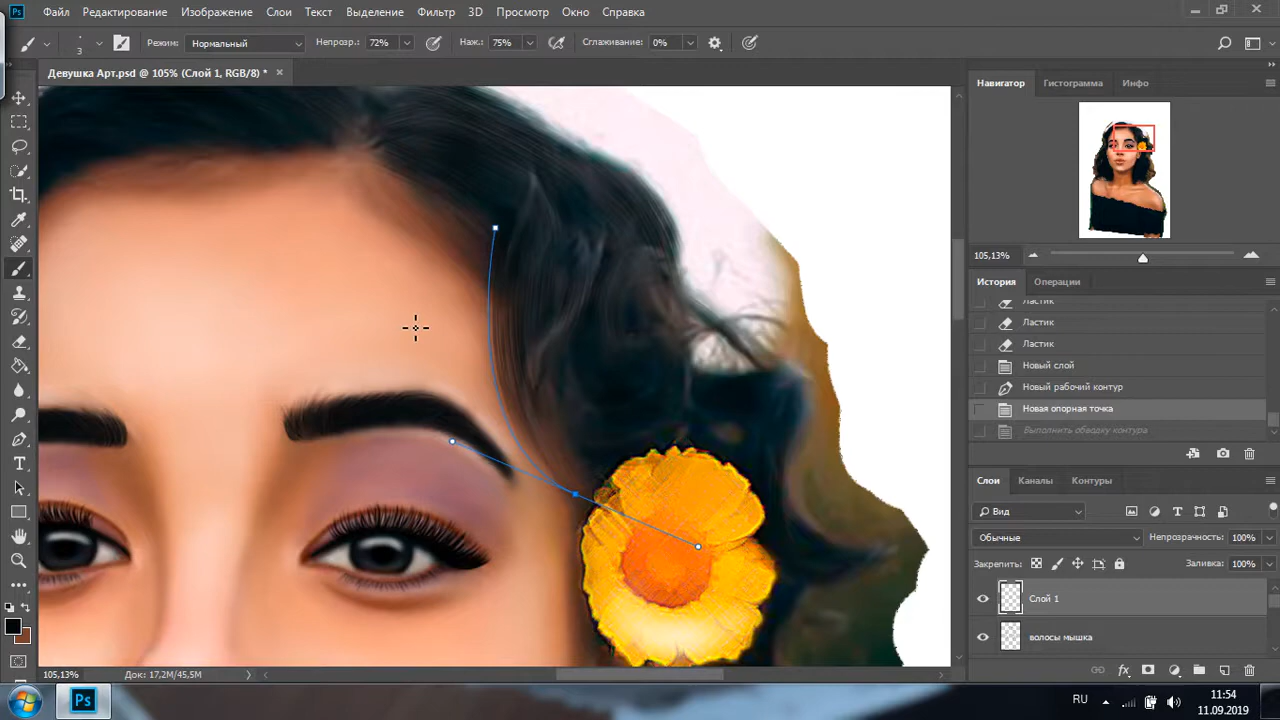 Ps Файл Редактирование Изображение Слои Текст Выделение Фильтр 3D Просмотр Окно Справка
3 Режим: Нормальный Непрозр.: 72% Наж.: 75% Сглаживание: 0%
Девушка Арт.psd @ 105% (Слой 1, RGB/8) *
Навигатор Гистограмма Инфо
105,13%
История Операции
Ластик
Ластик
Ластик
Новый слой
Новый рабочий контур
Новая опорная точка
Выполнить обводку контура
Слои Каналы Контуры
Вид
Обычные Непрозрачность: 100%
Закрепить: Заливка: 100%
Слой 1
волосы мышка
105,13% Док: 17,2M/45,5M
Ps RU 11:54
11.09.2019